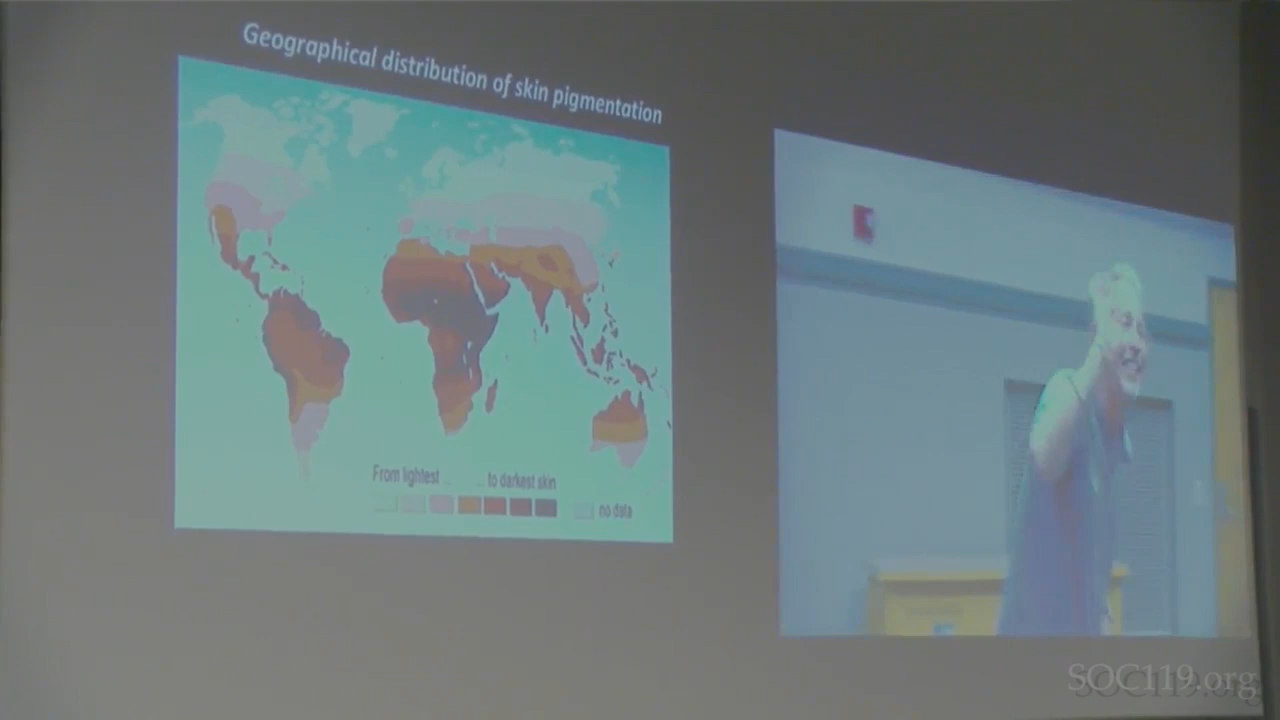 Geographical distribution of skin pigmentation
From lightest ... ... to darkest skin
no data
SOC119.org